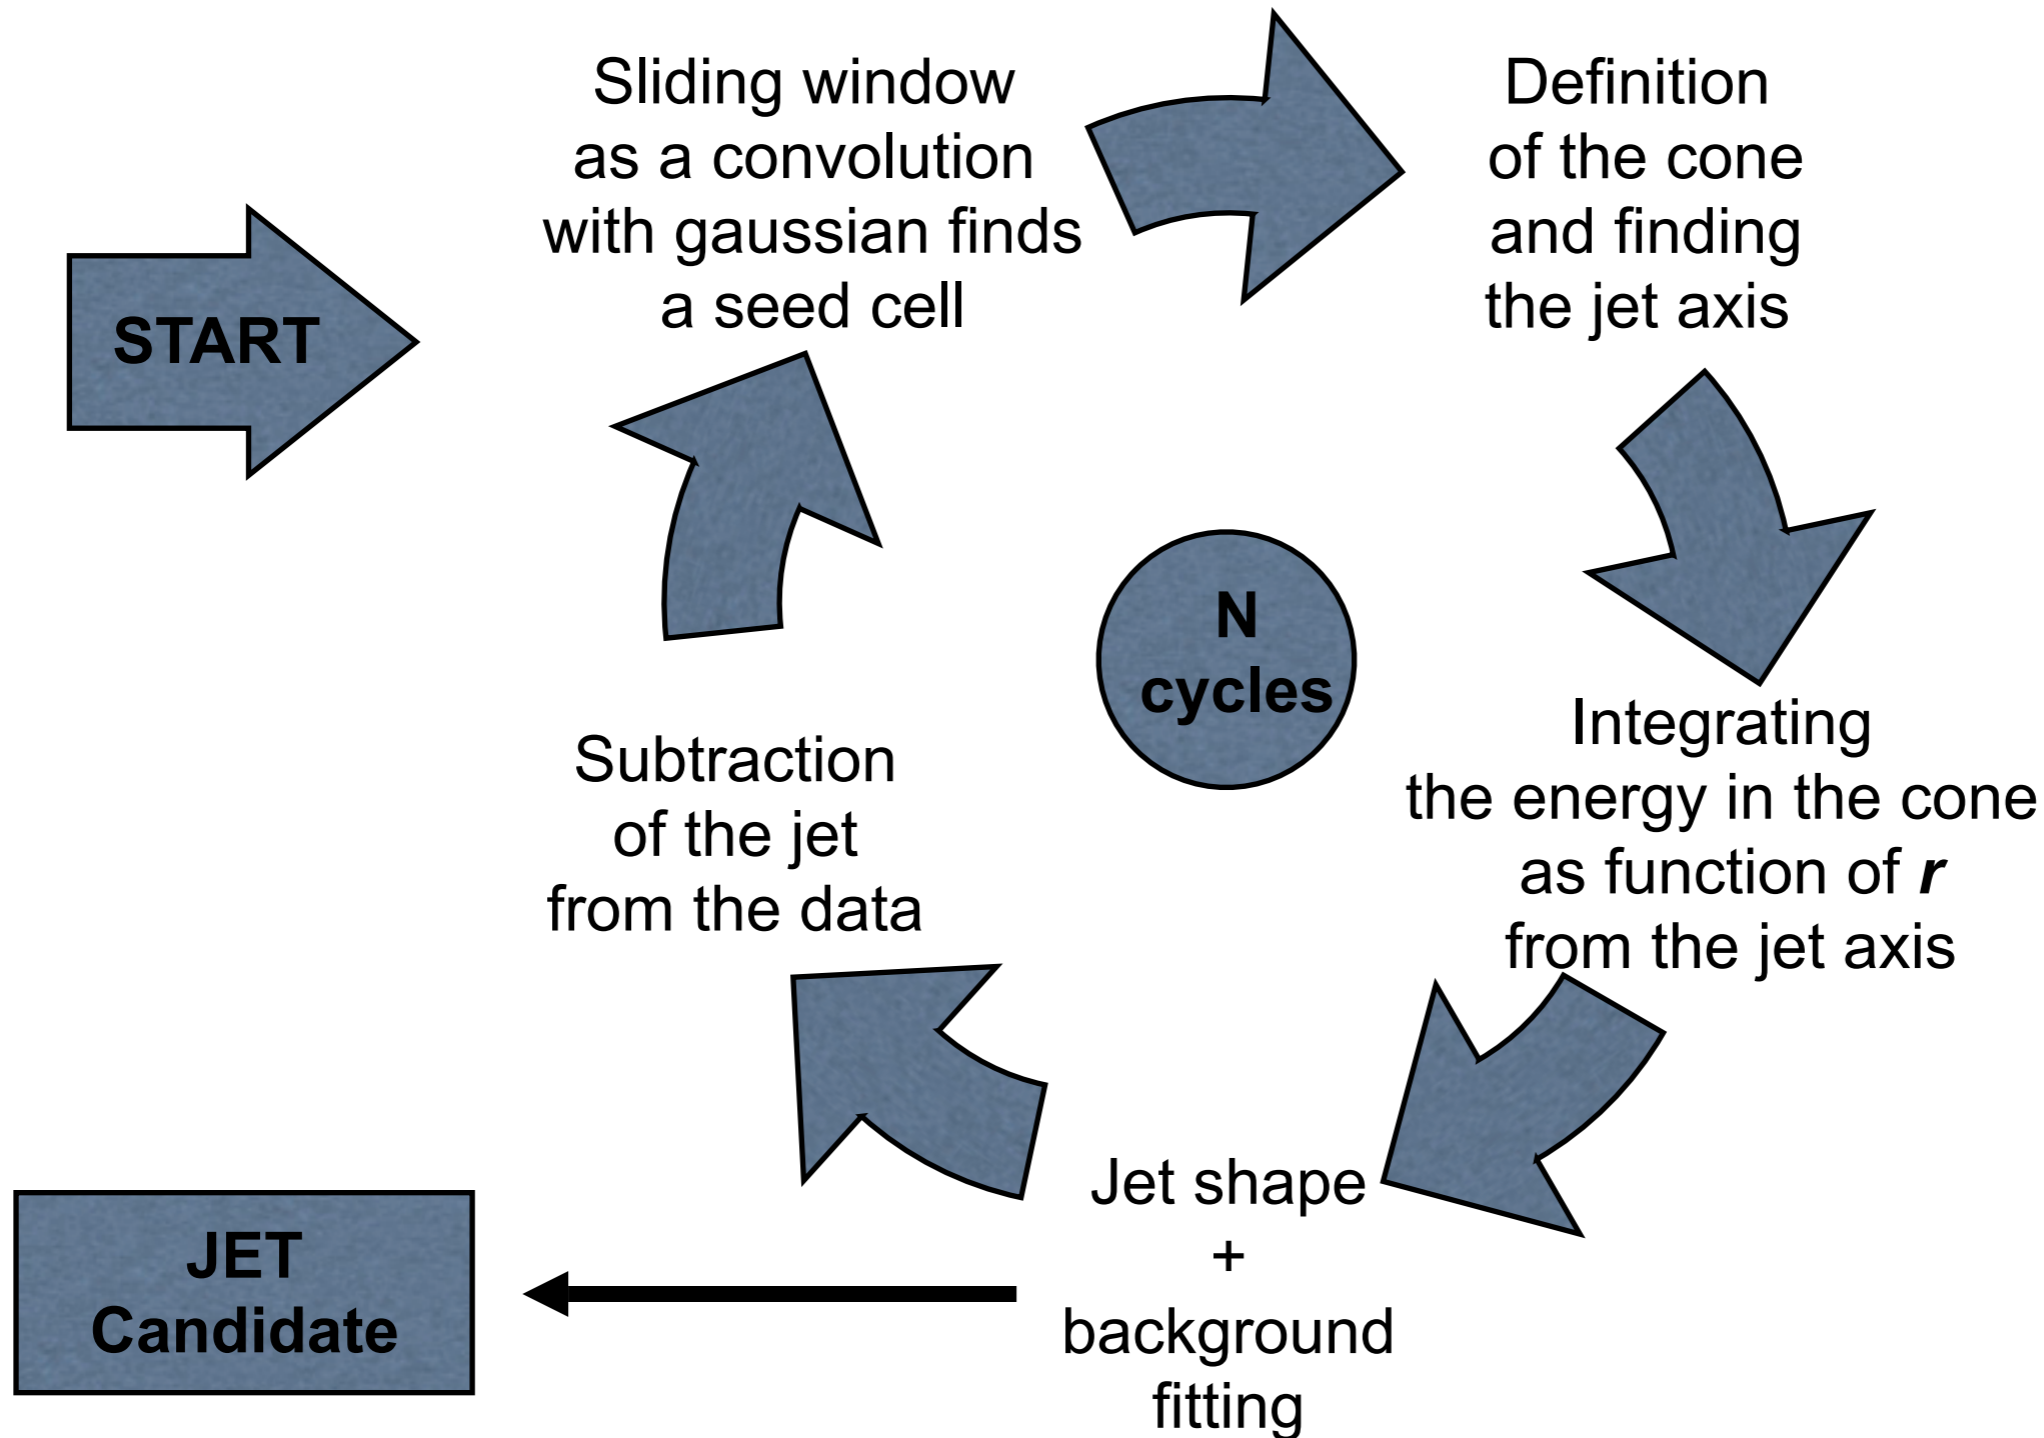 START
Sliding window
as a convolution
with gaussian finds
a seed cell
Definition
of the cone
and finding
the jet axis
N
cycles
Integrating
the energy in the cone
as function of r
from the jet axis
Jet shape
+
background
fitting
Subtraction
of the jet
from the data
JET
Candidate